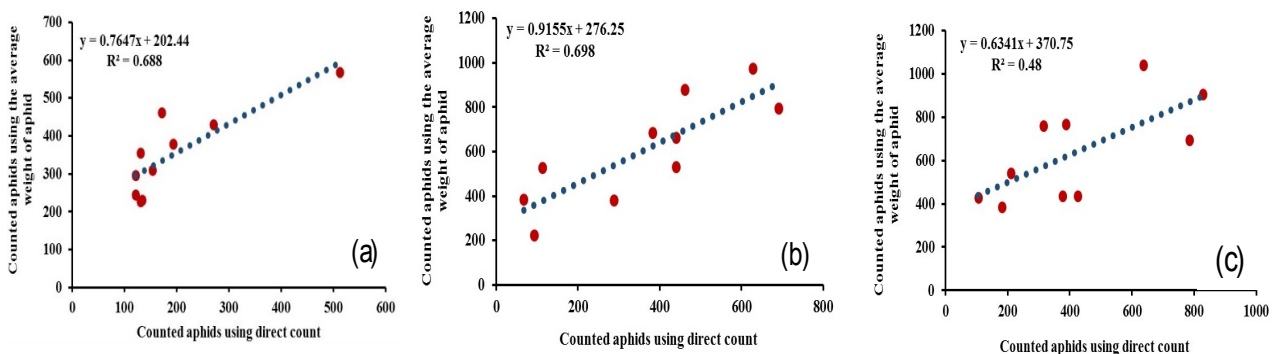 700
600
500
400
300
200
100
0
y = 0.7647x + 202.44
R² = 0.688
Counted aphids using the average
weight of aphid
(a)
0 100 200 300 400 500 600
Counted aphids using direct count
1200
1000
800
600
400
200
0
y = 0.9155x + 276.25
R² = 0.698
Counted aphids using the average
weight of aphid
(b)
0 200 400 600 800
Counted aphids using direct count
1200
1000
800
600
400
200
0
y = 0.6341x + 370.75
R² = 0.48
Counted aphids using the average
weight of aphid
(c)
0 200 400 600 800 1000
Counted aphids using direct count